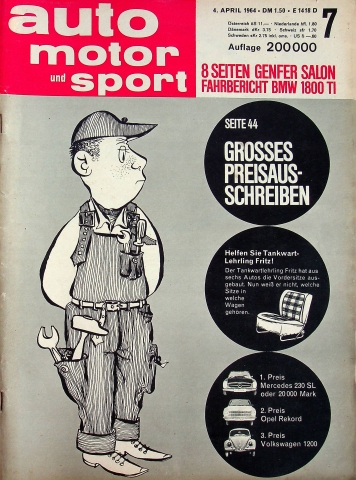 auto
motor
und sport
4. APRIL 1964 • DM 1.50 • E 1418 D
7
Auflage 200000
8 SEITEN GENFER SALON
FAHRBERICHT BMW 1800 TI
SEITE 44
GROSSES
PREISAUS-
SCHREIBEN
Helfen Sie Tankwart-
Lehrling Fritz!
Der Tankwartlehrling Fritz hat aus
sechs Autos die Vordersitze aus-
gebaut. Nun weiß er nicht, welche
Sitze in
welche
Wagen
gehören.
1. Preis
Mercedes 230 SL
oder 20000 Mark
2. Preis
Opel Rekord
3. Preis
Volkswagen 1200